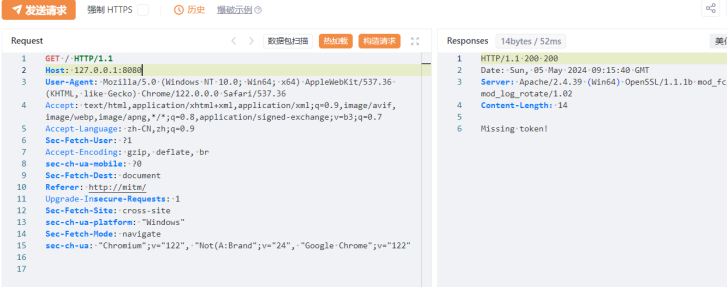 发送请求 强制 HTTPS 历史 爆破示例
Request 数据包扫描 热加载 构造请求 Responses 14bytes / 52ms
1 GET / HTTP/1.1
2 Host: 127.0.0.1:8080
3 User-Agent: Mozilla/5.0 (Windows NT 10.0; Win64; x64) AppleWebKit/537.36
(KHTML, like Gecko) Chrome/122.0.0.0 Safari/537.36
4 Accept: text/html,application/xhtml+xml,application/xml;q=0.9,image/avif,
image/webp,image/apng,*/*;q=0.8,application/signed-exchange;v=b3;q=0.7
5 Accept-Language: zh-CN,zh;q=0.9
6 Sec-Fetch-User: ?1
7 Accept-Encoding: gzip, deflate, br
8 sec-ch-ua-mobile: ?0
9 Sec-Fetch-Dest: document
10 Referer: http://mitm/
11 Upgrade-Insecure-Requests: 1
12 Sec-Fetch-Site: cross-site
13 sec-ch-ua-platform: "Windows"
14 Sec-Fetch-Mode: navigate
15 sec-ch-ua: "Chromium";v="122", "Not(A:Brand";v="24", "Google Chrome";v="122"
16
17
1 HTTP/1.1 200 200
2 Date: Sun, 05 May 2024 09:15:40 GMT
3 Server: Apache/2.4.39 (Win64) OpenSSL/1.1.1b mod_fc
mod_log_rotate/1.02
4 Content-Length: 14
5
6 Missing token!